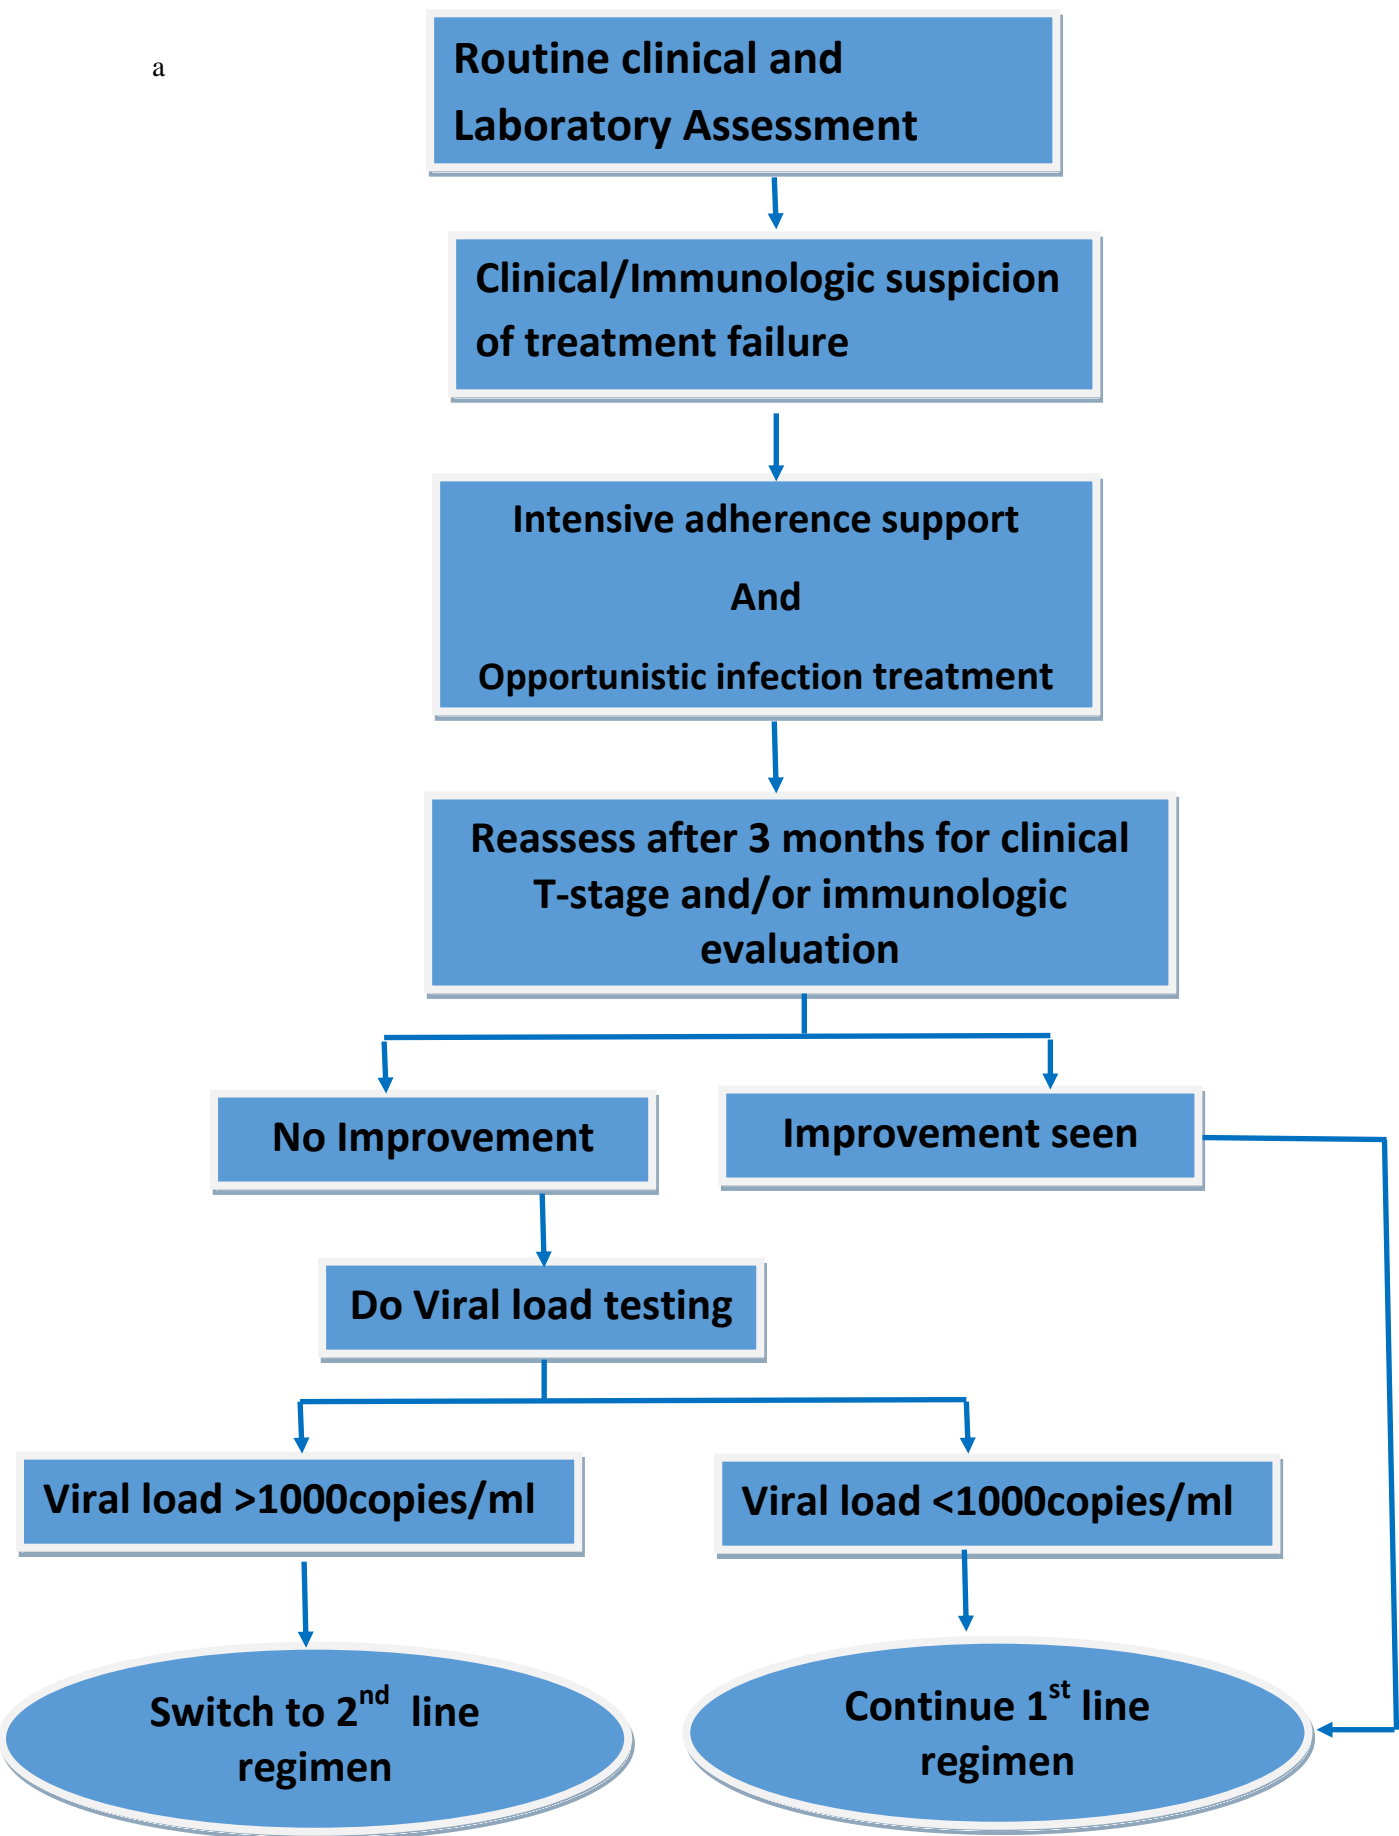 a
Routine clinical and
Laboratory Assessment
Clinical/Immunologic suspicion
of treatment failure
Intensive adherence support
And
Opportunistic infection treatment
Reassess after 3 months for clinical
T-stage and/or immunologic
evaluation
No Improvement
Improvement seen
Do Viral load testing
Viral load >1000copies/ml
Viral load <1000copies/ml
Switch to 2nd line
regimen
Continue 1st line
regimen